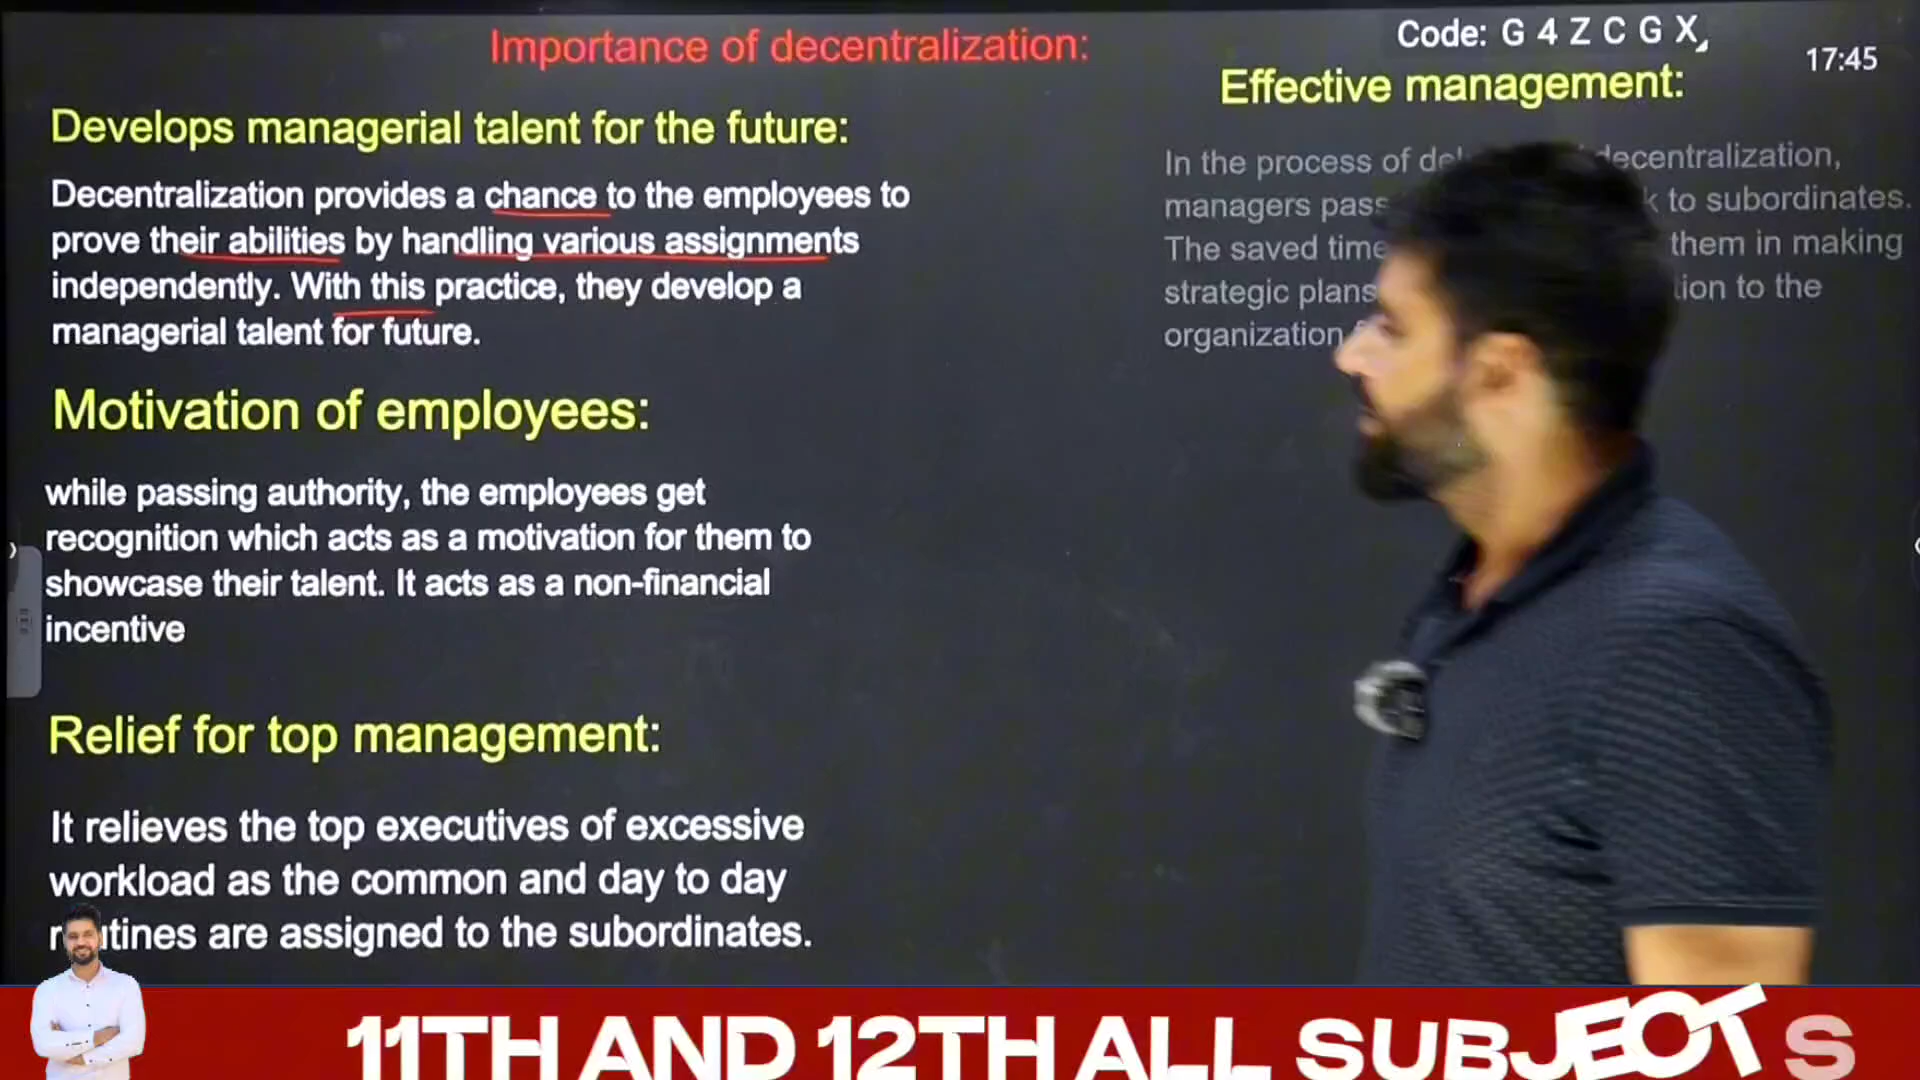 Importance of decentralization:
Code: G 4 Z C G X
17:45
Develops managerial talent for the future:
Decentralization provides a chance to the employees to
prove their abilities by handling various assignments
independently. With this practice, they develop a
managerial talent for future.
Motivation of employees:
while passing authority, the employees get
recognition which acts as a motivation for them to
showcase their talent. It acts as a non-financial
incentive
Relief for top management:
It relieves the top executives of excessive
workload as the common and day to day
routines are assigned to the subordinates.
Effective management:
In the process of decentralization,
managers pass to subordinates.
The saved time them in making
strategic plans to the
organization
11TH AND 12TH ALL SUBJECTS